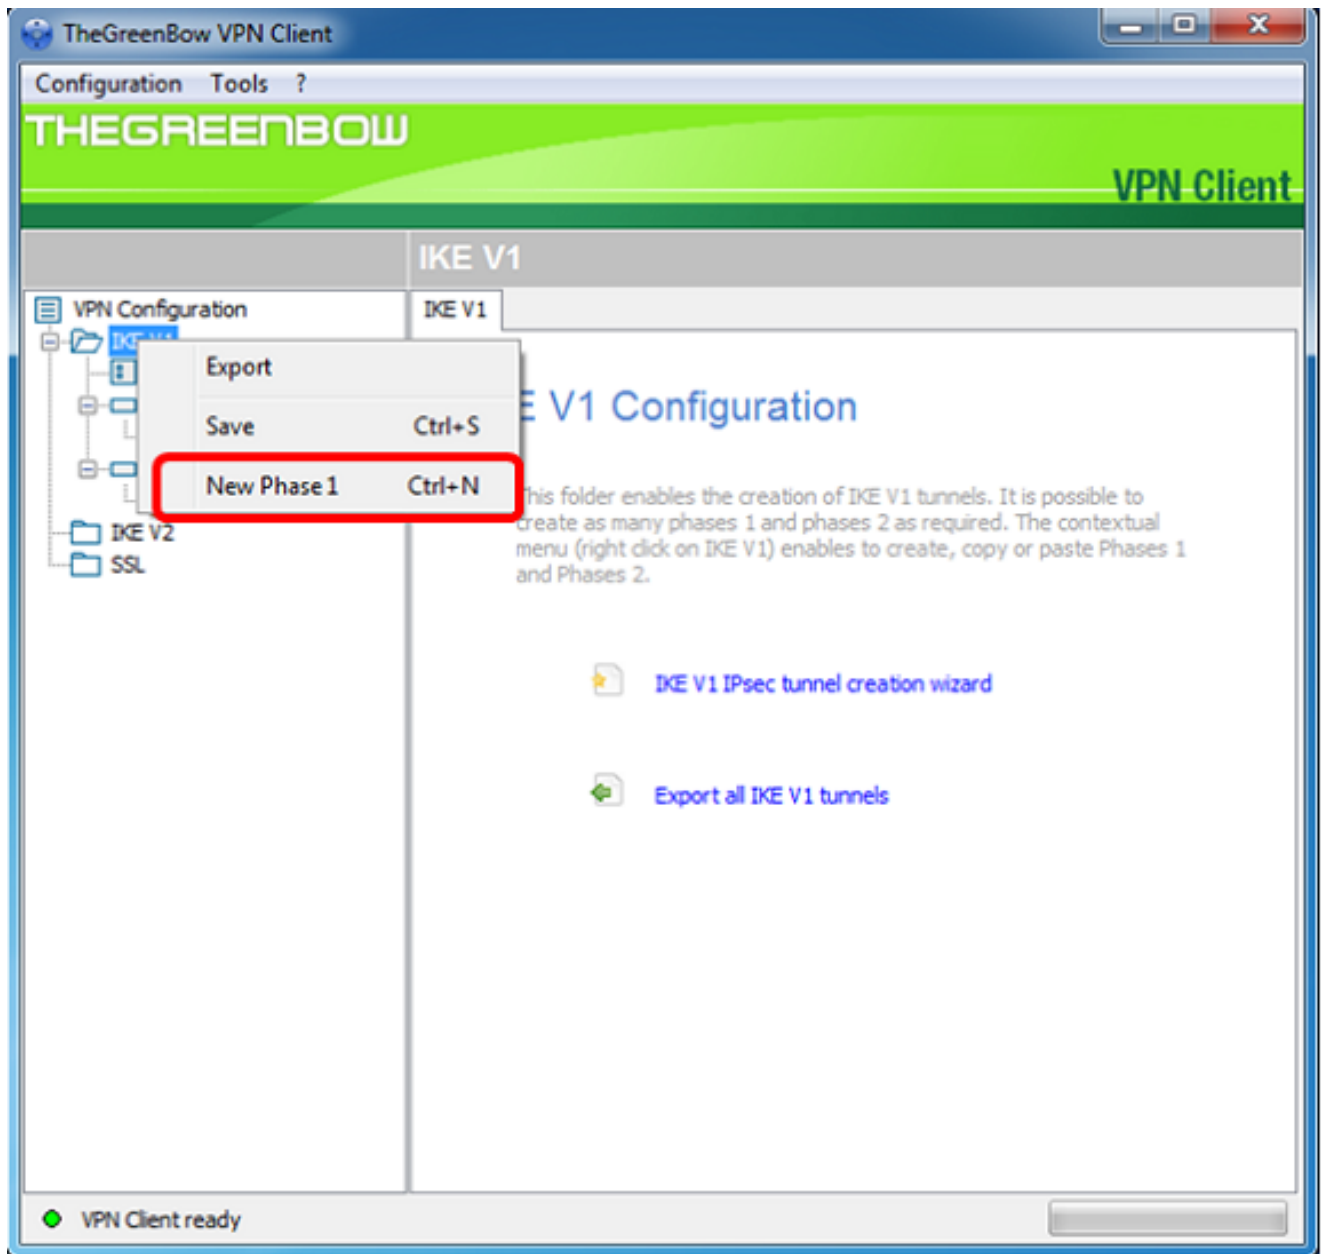 TheGreenBow VPN Client
Configuration Tools ?
THEGREENBOW
VPN Client
IKE V1
VPN Configuration
IKE V1
Export
Save Ctrl+S
New Phase 1 Ctrl+N
IKE V2
SSL
IKE V1
E V1 Configuration
This folder enables the creation of IKE V1 tunnels. It is possible to
create as many phases 1 and phases 2 as required. The contextual
menu (right click on IKE V1) enables to create, copy or paste Phases 1
and Phases 2.
IKE V1 IPsec tunnel creation wizard
Export all IKE V1 tunnels
VPN Client ready